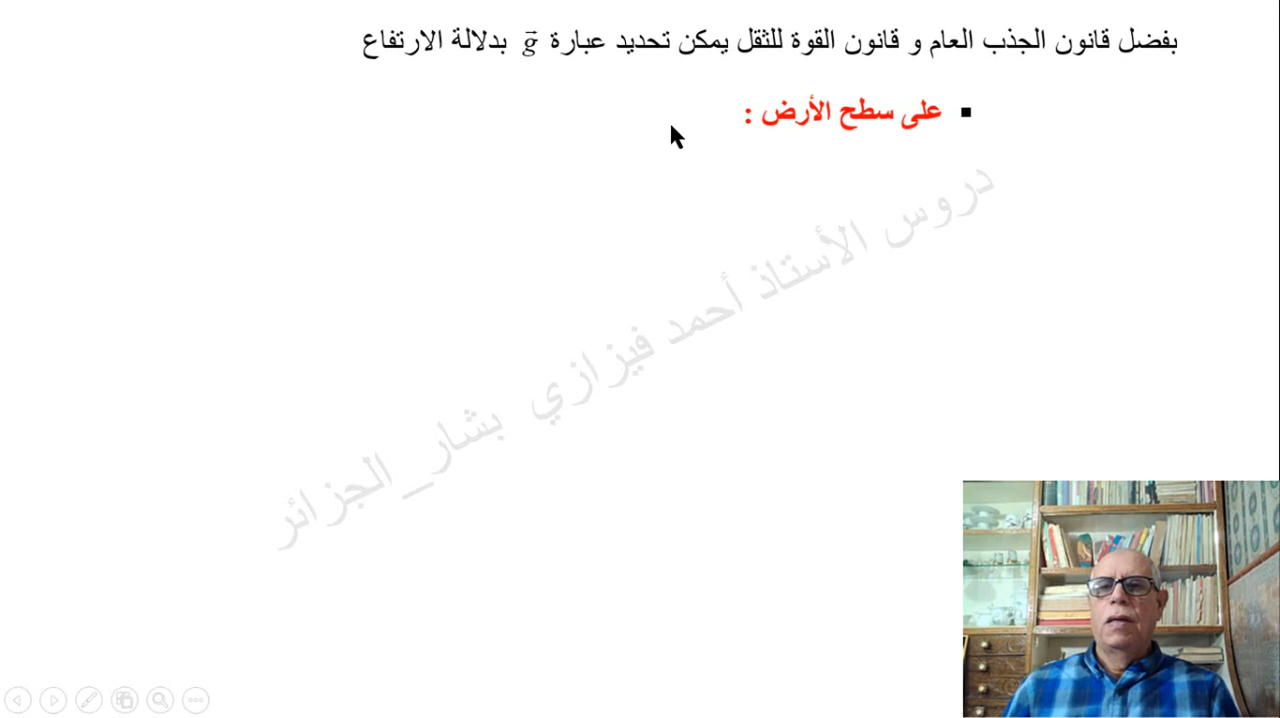 بفضل قانون الجذب العام و قانون القوة للثقل يمكن تحديد عبارة g⃗ بدلالة الارتفاع
▪ على سطح الأرض :
دروس الأستاذ أحمد فيزازي بشار_الجزائر